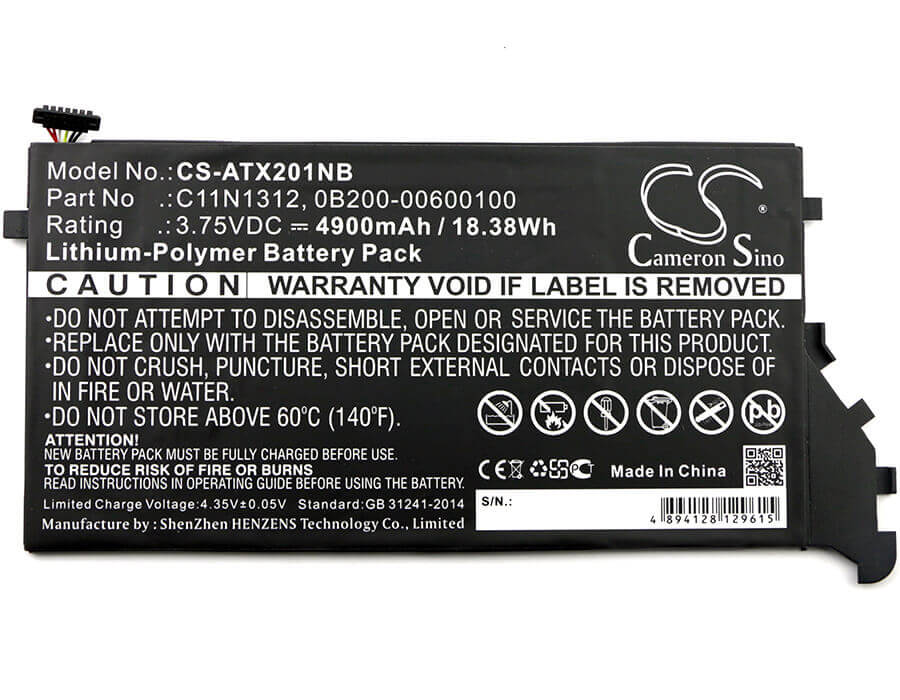 Model No.:CS-ATX201NB
Part No .:C11N1312, 0B200-00600100
Rating .:3.75VDC ⎓ 4900mAh / 18.38Wh
Lithium-Polymer Battery Pack
CS
®
Cameron Sino
CAUTION WARRANTY VOID IF LABEL IS REMOVED
•DO NOT ATTEMPT TO DISASSEMBLE, OPEN OR SERVICE THE BATTERY PACK.
•REPLACE ONLY WITH THE BATTERY PACK DESIGNATED FOR THIS PRODUCT.
•DO NOT CRUSH, PUNCTURE, SHORT EXTERNAL CONTACTS OR DISPOSE OF
IN FIRE OR WATER.
•DO NOT STORE ABOVE 60°C (140°F).
Pb
ATTENTION:
NEW BATTERY PACK MUST BE FULLY CHARGED BEFORE USE.
TO REDUCE RISK OF FIRE OR BURNS
READ INSTRUCTIONS IN OPERATING GUIDE BEFORE USING THE BATTERY.
CE Made In China
Limited Charge Voltage:4.35V±0.05V Standard:GB 31241-2014
Manufacture by : ShenZhen HENZENS Technology Co., Limited
S/N.:
4 894128 129615